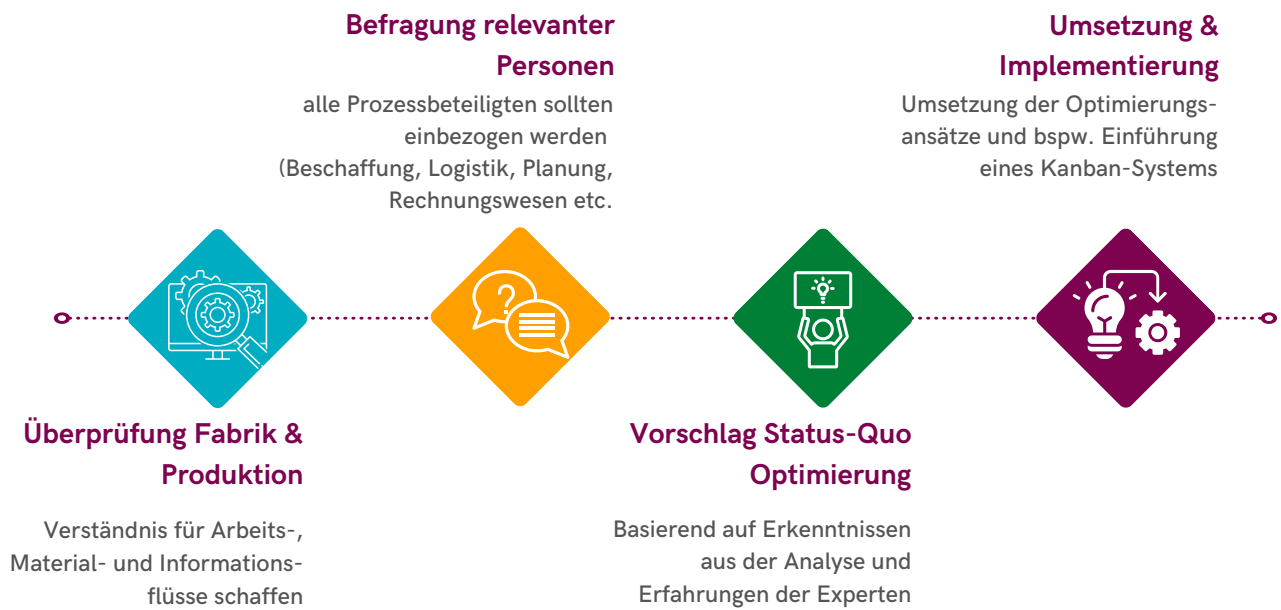 Befragung relevanter
Personen
alle Prozessbeteiligten sollten
einbezogen werden
(Beschaffung, Logistik, Planung,
Rechnungswesen etc.
Umsetzung &
Implementierung
Umsetzung der Optimierungs-
ansätze und bspw. Einführung
eines Kanban-Systems
?
Überprüfung Fabrik &
Produktion
Verständnis für Arbeits-,
Material- und Informations-
flüsse schaffen
Vorschlag Status-Quo
Optimierung
Basierend auf Erkenntnissen
aus der Analyse und
Erfahrungen der Experten